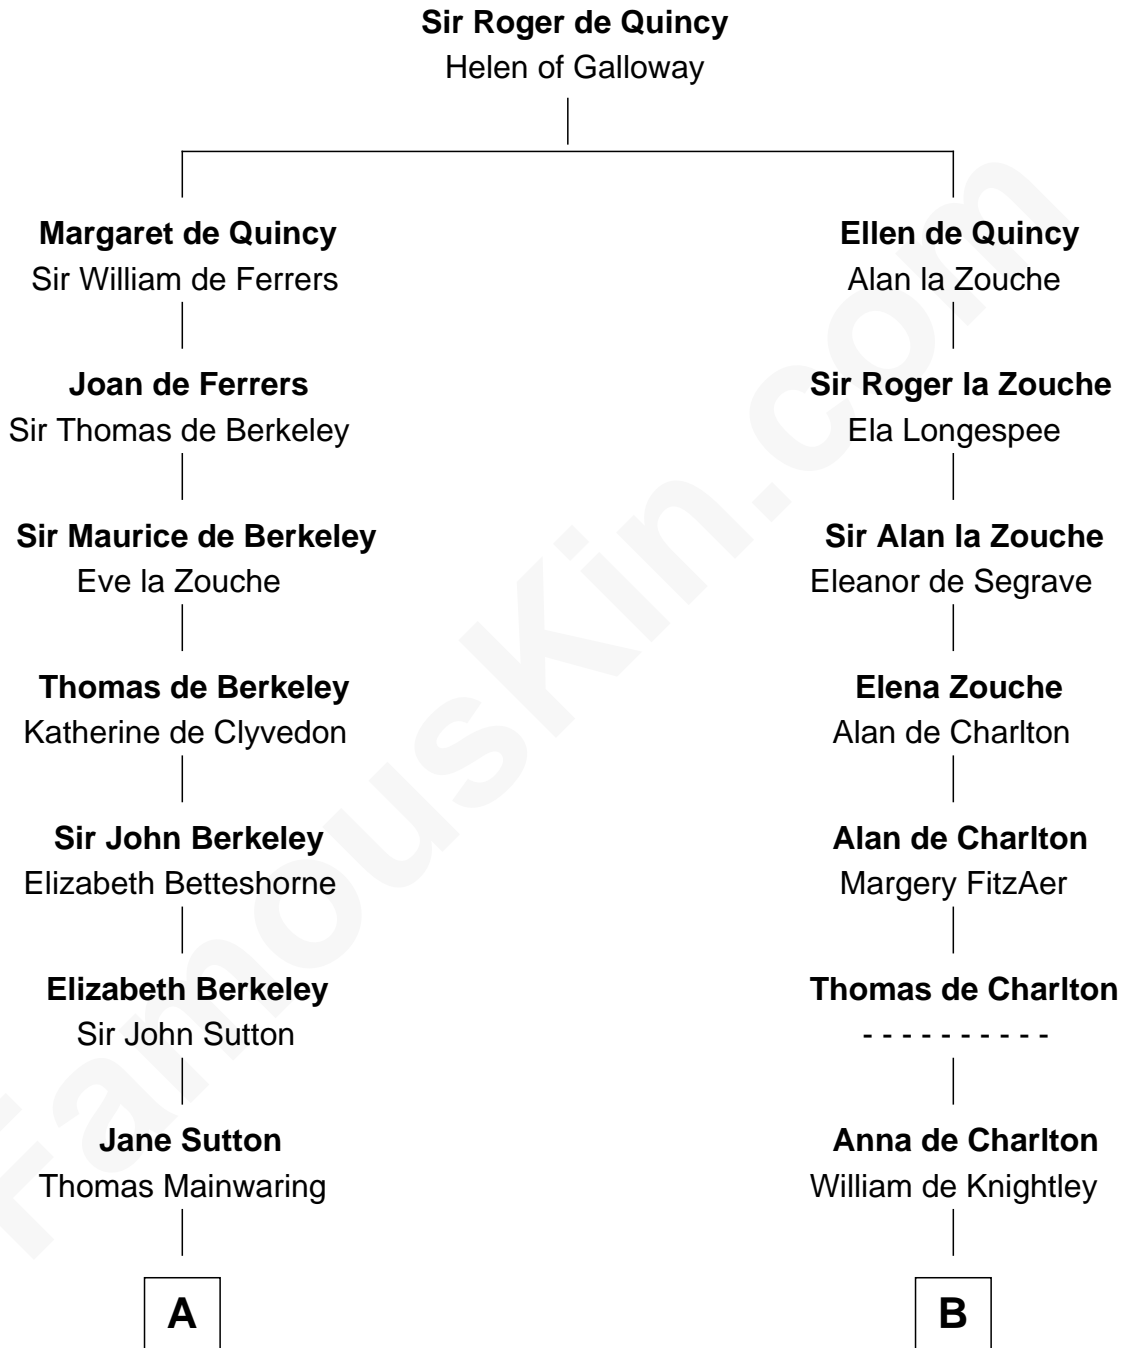 Sir Roger de Quincy
Helen of Galloway
Margaret de Quincy
Sir William de Ferrers
Ellen de Quincy
Alan la Zouche
Joan de Ferrers
Sir Thomas de Berkeley
Sir Roger la Zouche
Ela Longespee
Sir Maurice de Berkeley
Eve la Zouche
Sir Alan la Zouche
Eleanor de Segrave
Thomas de Berkeley
Katherine de Clyvedon
Elena Zouche
Alan de Charlton
Sir John Berkeley
Elizabeth Betteshorne
Alan de Charlton
Margery FitzAer
Elizabeth Berkeley
Sir John Sutton
Thomas de Charlton
- - - - - - - - - -
Jane Sutton
Thomas Mainwaring
Anna de Charlton
William de Knightley
A
B
FamousKin.com